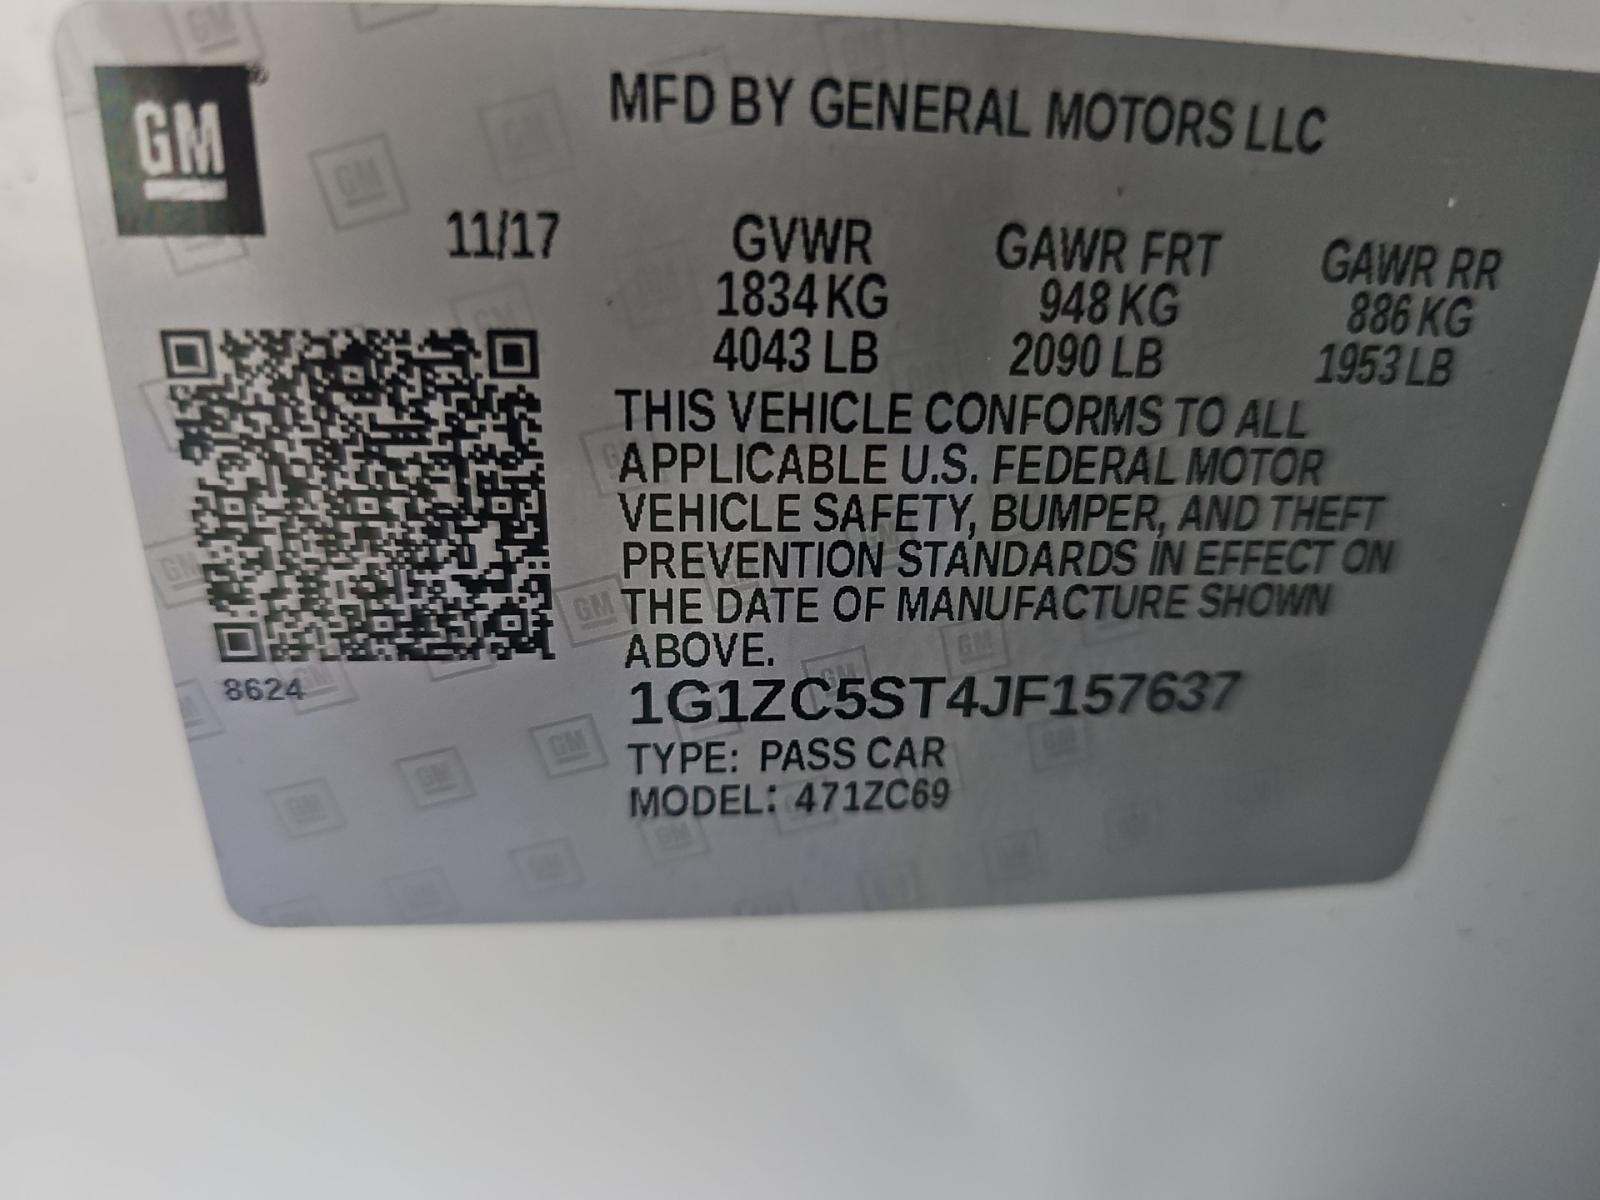 GM
MFD BY GENERAL MOTORS LLC
11/17
GVWR
1834 KG
4043 LB
GAWR FRT
948 KG
2090 LB
GAWR RR
886 KG
1953 LB
THIS VEHICLE CONFORMS TO ALL
APPLICABLE U.S. FEDERAL MOTOR
VEHICLE SAFETY, BUMPER, AND THEFT
PREVENTION STANDARDS IN EFFECT ON
THE DATE OF MANUFACTURE SHOWN
ABOVE.
8624
1G1ZC5ST4JF157637
TYPE: PASS CAR
MODEL: 471ZC69